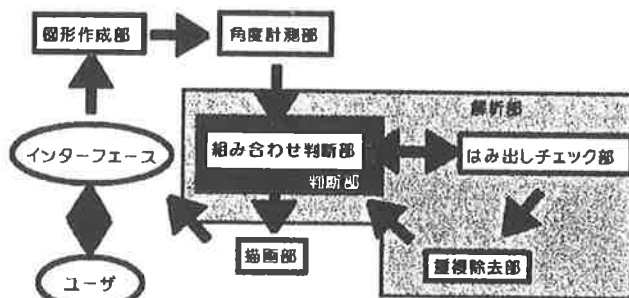 図形作成部
角度計測部
解析部
組み合わせ判断部
判断部
インターフェース
はみ出しチェック部
描画部
重複除去部
ユーザ